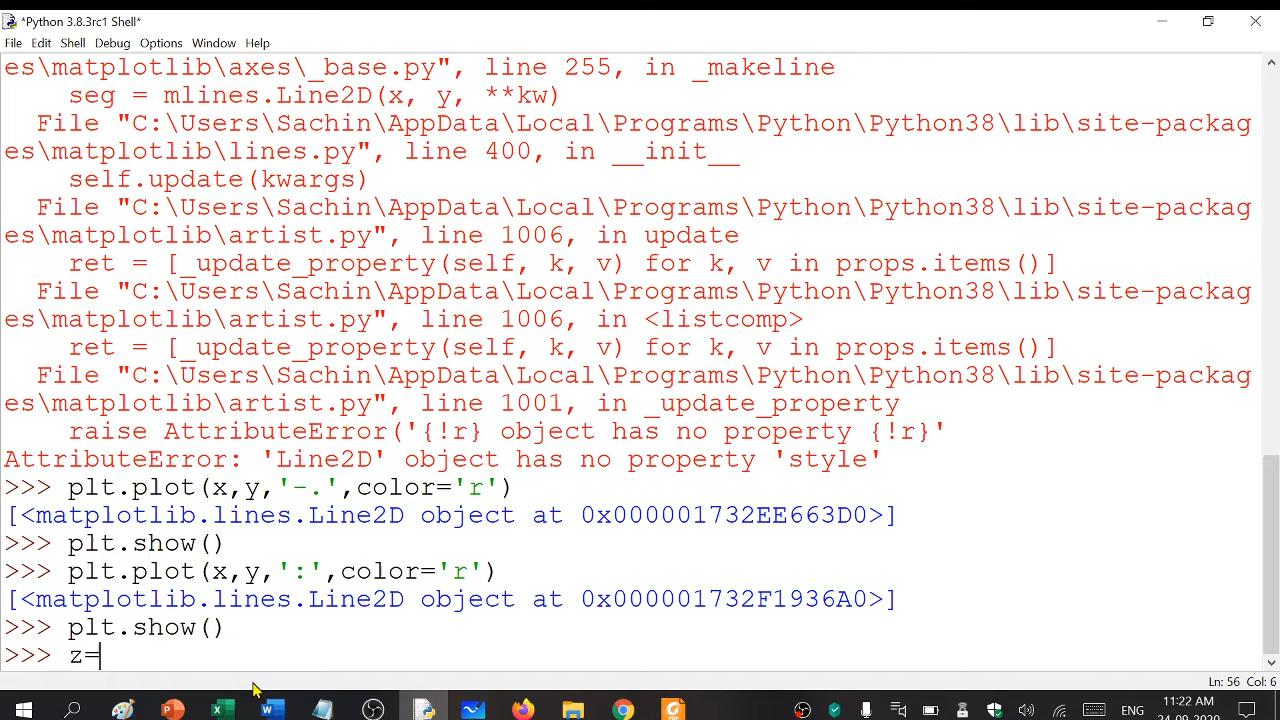 *Python 3.8.3rc1 Shell*
File Edit Shell Debug Options Window Help
es\matplotlib\axes\_base.py", line 255, in _makeline
    seg = mlines.Line2D(x, y, **kw)
  File "C:\Users\Sachin\AppData\Local\Programs\Python\Python38\lib\site-packag
es\matplotlib\lines.py", line 400, in __init__
    self.update(kwargs)
  File "C:\Users\Sachin\AppData\Local\Programs\Python\Python38\lib\site-packag
es\matplotlib\artist.py", line 1006, in update
    ret = [_update_property(self, k, v) for k, v in props.items()]
  File "C:\Users\Sachin\AppData\Local\Programs\Python\Python38\lib\site-packag
es\matplotlib\artist.py", line 1006, in <listcomp>
    ret = [_update_property(self, k, v) for k, v in props.items()]
  File "C:\Users\Sachin\AppData\Local\Programs\Python\Python38\lib\site-packag
es\matplotlib\artist.py", line 1001, in _update_property
    raise AttributeError('{!r} object has no property {!r}'
AttributeError: 'Line2D' object has no property 'style'
>>> plt.plot(x,y,'-.',color='r')
[<matplotlib.lines.Line2D object at 0x000001732EE663D0>]
>>> plt.show()
>>> plt.plot(x,y,':',color='r')
[<matplotlib.lines.Line2D object at 0x000001732F1936A0>]
>>> plt.show()
>>> z=
Ln: 56 Col: 6
ENG
11:22 AM
24-09-2020